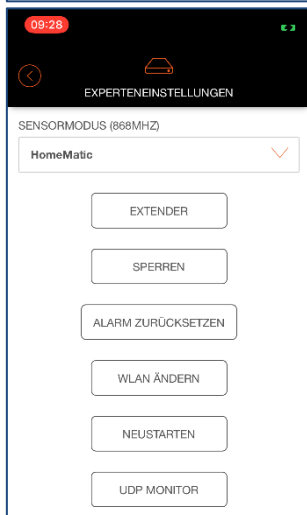 09:28
EXPERTENEINSTELLUNGEN
SENSORMODUS (868MHZ)
HomeMatic
EXTENDER
SPERREN
ALARM ZURÜCKSETZEN
WLAN ÄNDERN
NEUSTARTEN
UDP MONITOR